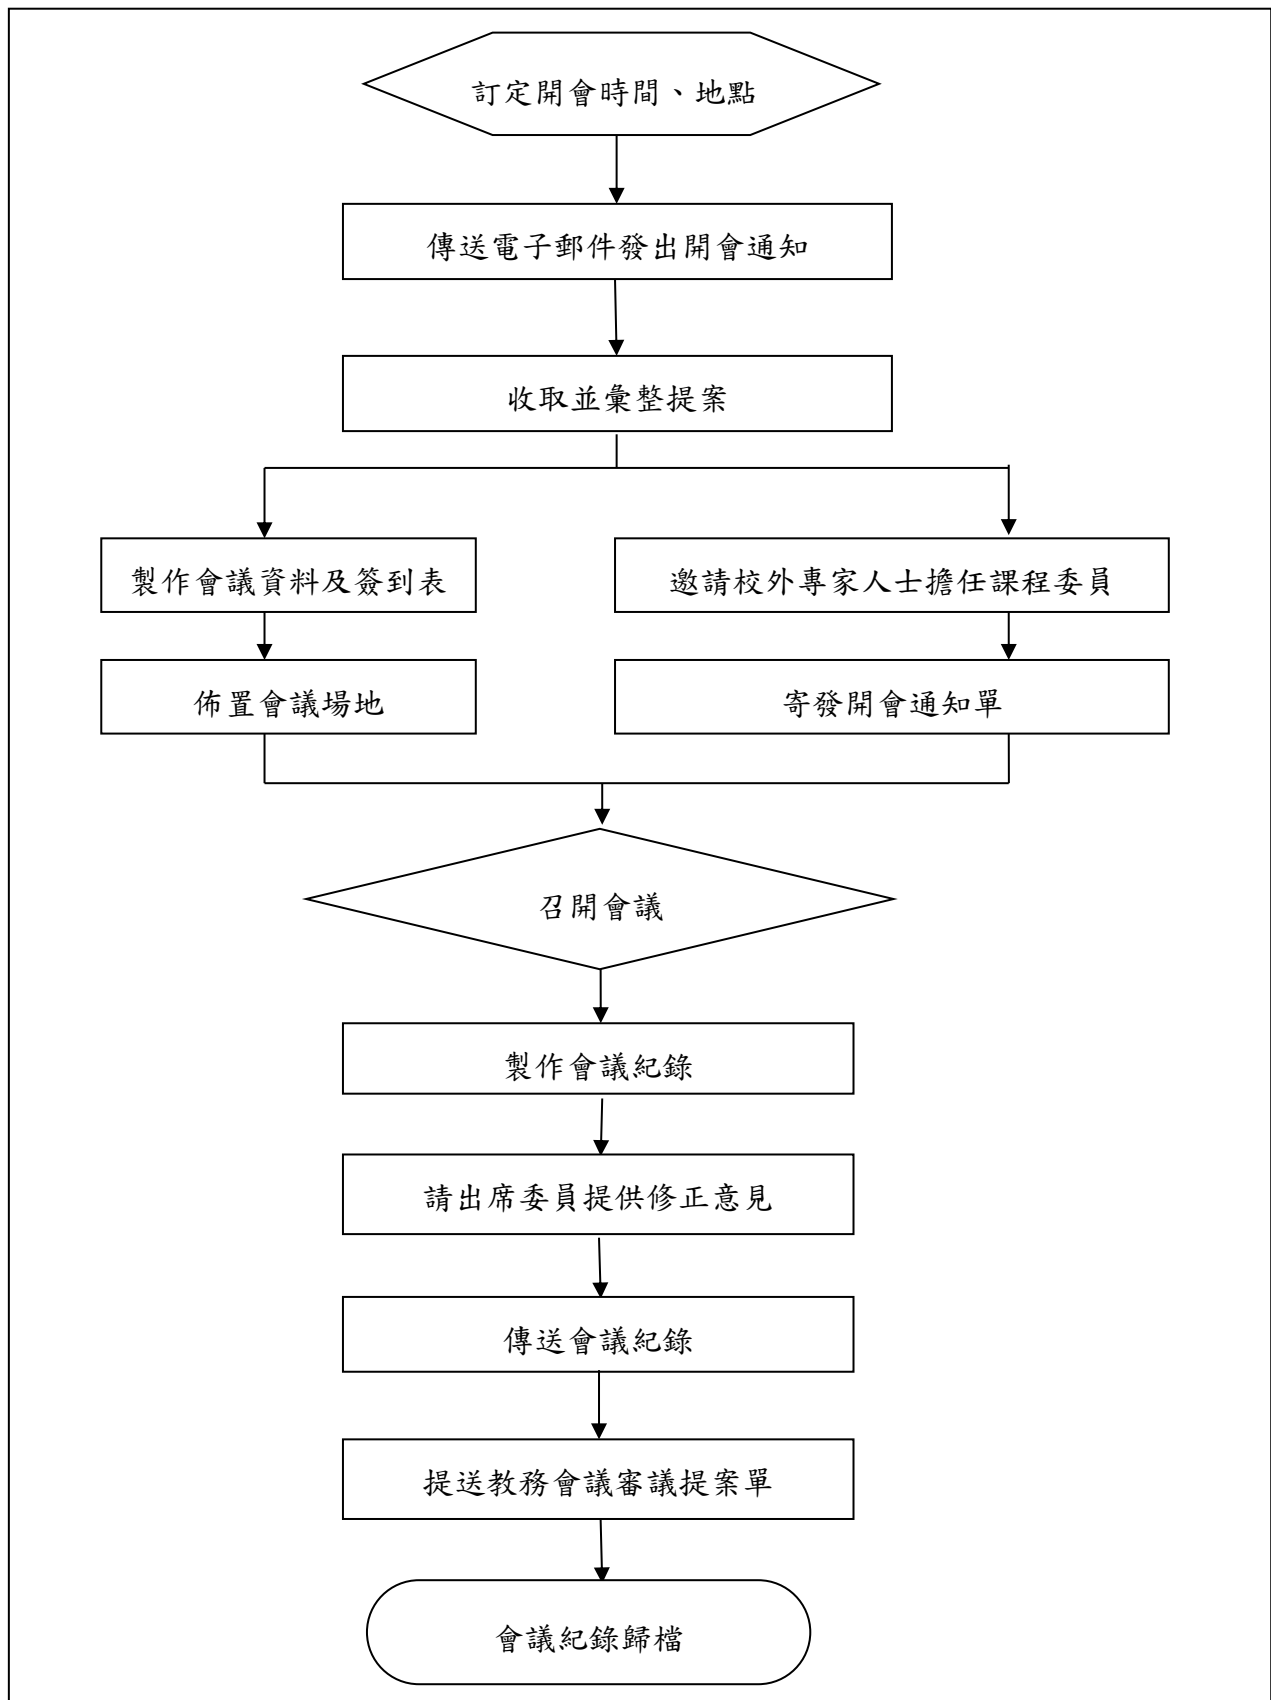 訂定開會時間、地點
傳送電子郵件發出開會通知
收取並彙整提案
製作會議資料及簽到表
邀請校外專家人士擔任課程委員
佈置會議場地
寄發開會通知單
召開會議
製作會議紀錄
請出席委員提供修正意見
傳送會議紀錄
提送教務會議審議提案單
會議紀錄歸檔